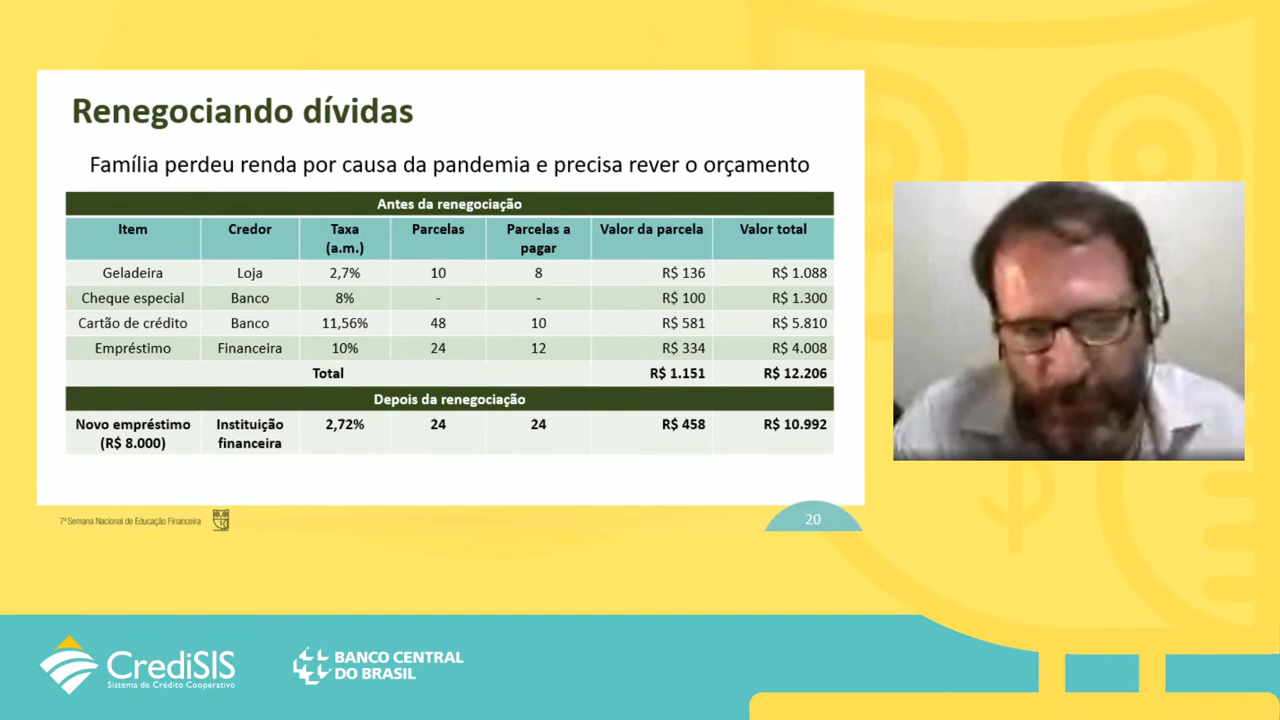 Renegociando dívidas
Família perdeu renda por causa da pandemia e precisa rever o orçamento
Antes da renegociação
Item Credor Taxa (a.m.) Parcelas Parcelas a pagar Valor da parcela Valor total
Geladeira Loja 2,7% 10 8 R$ 136 R$ 1.088
Cheque especial Banco 8% - - R$ 100 R$ 1.300
Cartão de crédito Banco 11,56% 48 10 R$ 581 R$ 5.810
Empréstimo Financeira 10% 24 12 R$ 334 R$ 4.008
Total R$ 1.151 R$ 12.206
Depois da renegociação
Novo empréstimo (R$ 8.000) Instituição financeira 2,72% 24 24 R$ 458 R$ 10.992
7ª Semana Nacional de Educação Financeira
20
CrediSIS
Sistema de Crédito Cooperativo
BANCO CENTRAL
DO BRASIL